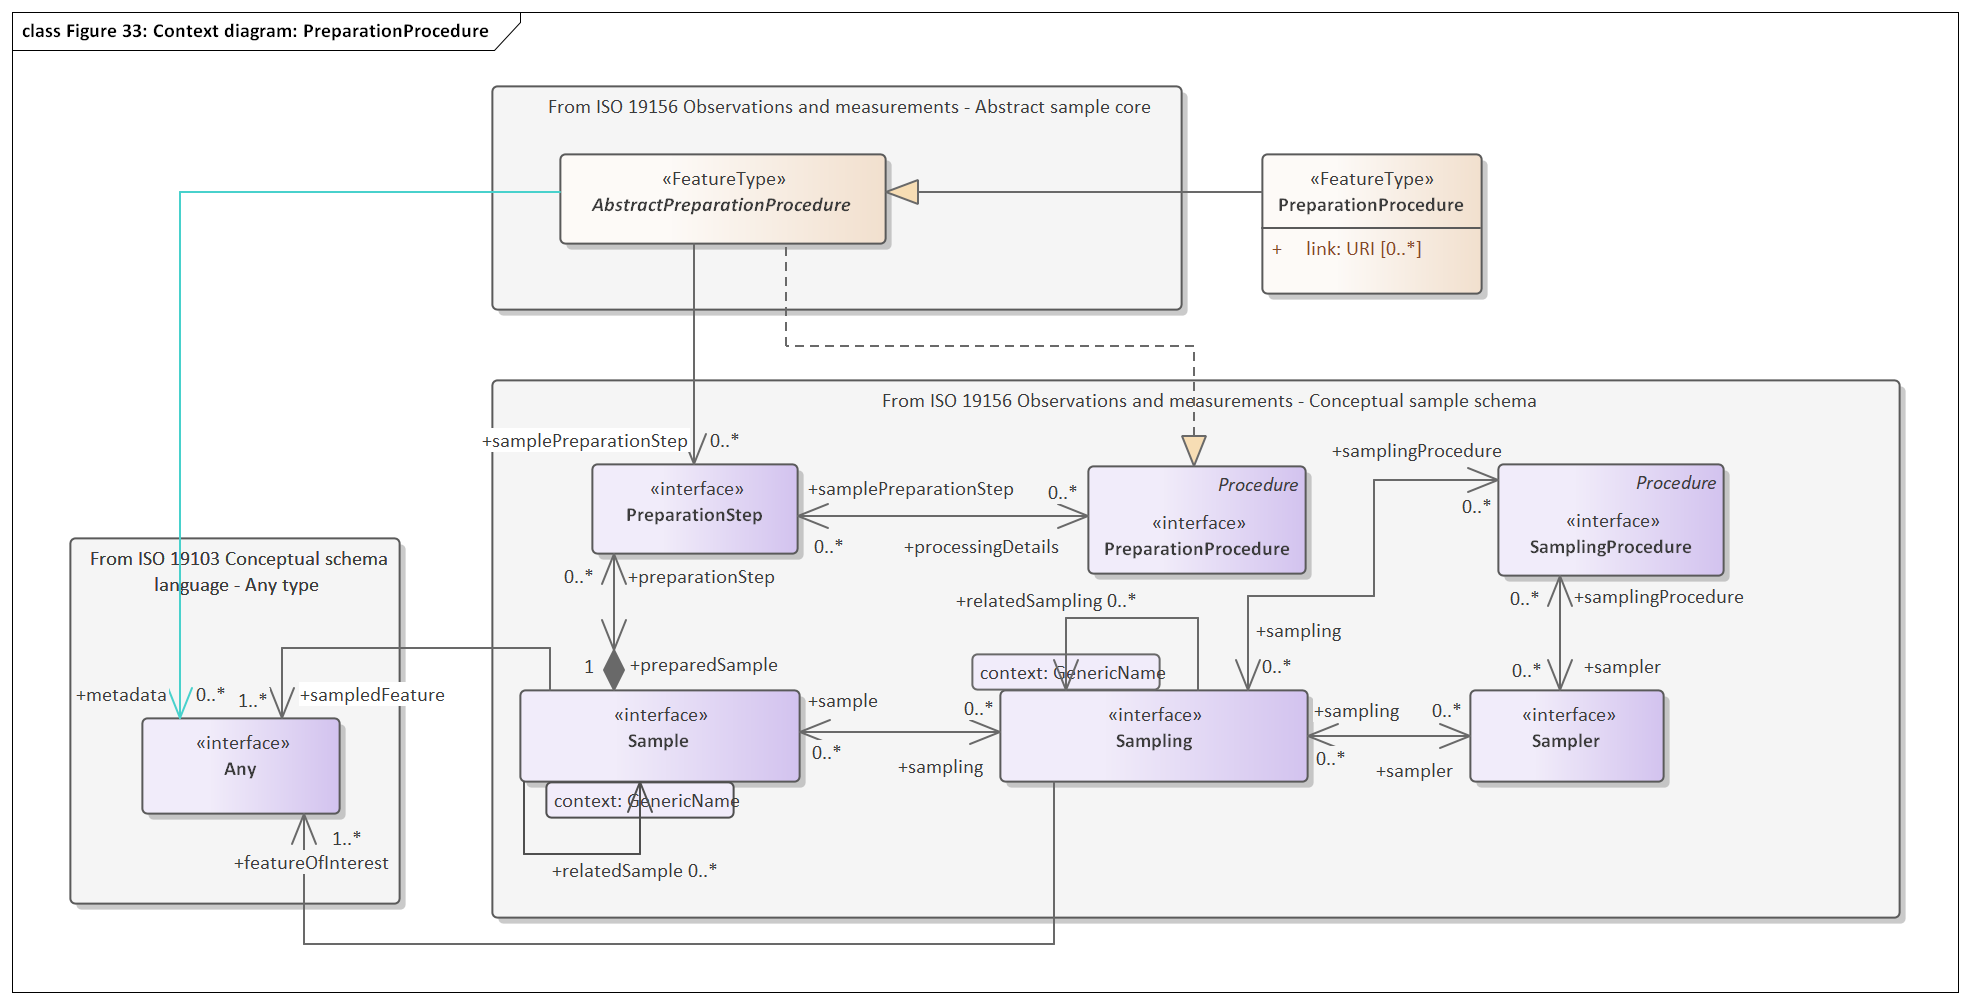 class Figure 33: Context diagram: PreparationProcedure
From ISO 19156 Observations and measurements - Abstract sample core
«FeatureType»
AbstractPreparationProcedure
«FeatureType»
PreparationProcedure
+ link: URI [0..*]
From ISO 19156 Observations and measurements - Conceptual sample schema
+samplePreparationStep 0..*
+samplingProcedure
0..*
«interface»
PreparationStep
+samplePreparationStep
0..*
0..*
+processingDetails
Procedure
«interface»
PreparationProcedure
Procedure
«interface»
SamplingProcedure
From ISO 19103 Conceptual schema
language - Any type
0..*
+preparationStep
+relatedSampling 0..*
0..*
+samplingProcedure
+sampling
0..*
1
+preparedSample
context: GenericName
0..*
+sampler
+metadata
0..*
1..*
+sampledFeature
«interface»
Any
«interface»
Sample
+sample
0..*
0..*
+sampling
«interface»
Sampling
+sampling
0..*
0..*
+sampler
«interface»
Sampler
context: GenericName
1..*
+featureOfInterest
+relatedSample 0..*